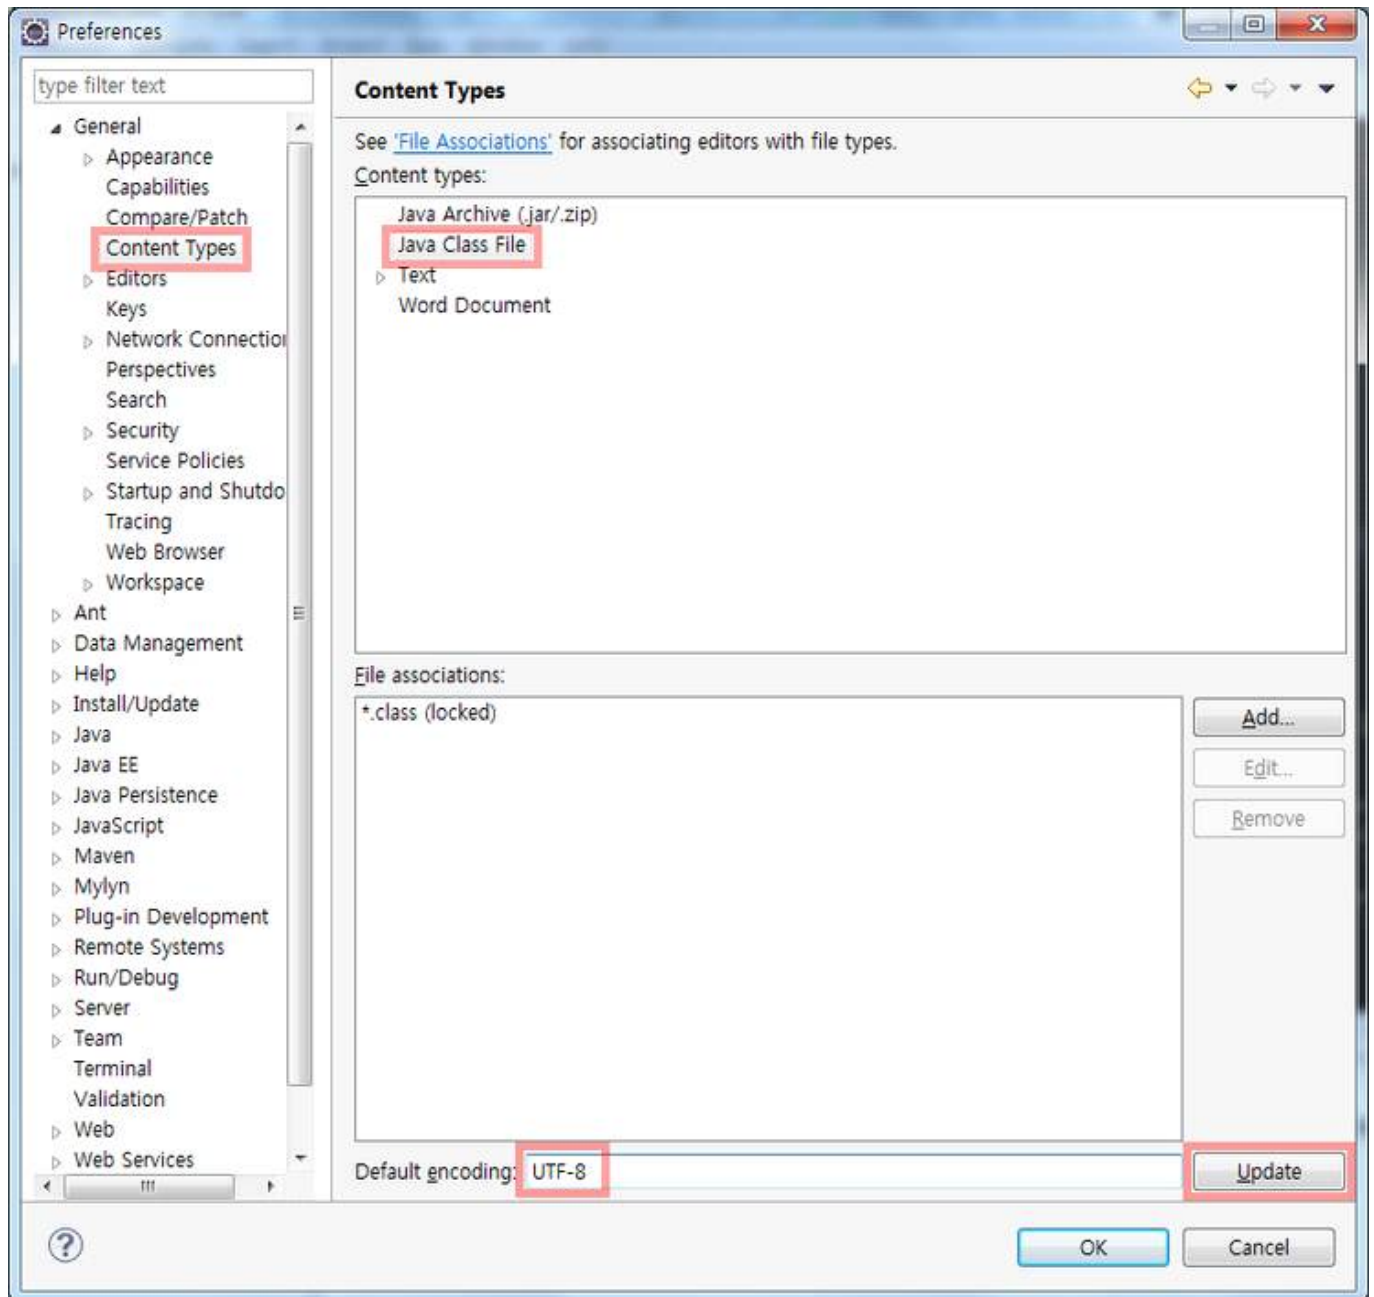 Preferences
type filter text
General
Appearance
Capabilities
Compare/Patch
Content Types
Editors
Keys
Network Connection
Perspectives
Search
Security
Service Policies
Startup and Shutdo
Tracing
Web Browser
Workspace
Ant
Data Management
Help
Install/Update
Java
Java EE
Java Persistence
JavaScript
Maven
Mylyn
Plug-in Development
Remote Systems
Run/Debug
Server
Team
Terminal
Validation
Web
Web Services
Content Types
See 'File Associations' for associating editors with file types.
Content types:
Java Archive (.jar/.zip)
Java Class File
Text
Word Document
File associations:
*.class (locked)
Add...
Edit...
Remove
Default encoding: UTF-8
Update
OK
Cancel